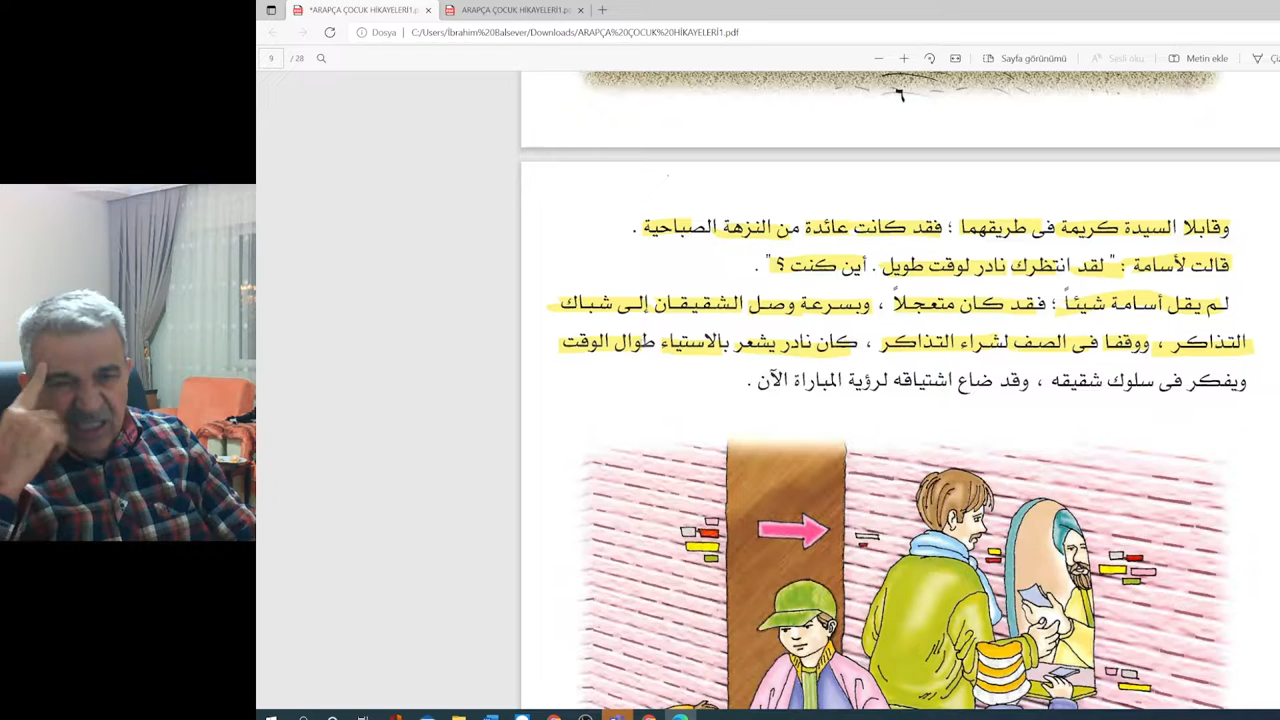 *ARAPÇA ÇOCUK HİKAYELERİ1.p
ARAPÇA ÇOCUK HİKAYELERİ1.p
Dosya
C:/Users/İbrahim%20Balsever/Downloads/ARAPÇA%20ÇOCUK%20HİKAYELERİ1.pdf
9 / 28
Sayfa görünümü
Sesli oku
Metin ekle
Çiz
٦
وقابلا السيدة كريمة فى طريقهما ؛ فقد كانت عائدة من النزهة الصباحية .
قالت لأسامة : " لقد انتظرك نادر لوقت طويل . أين كنت ؟ " .
لم يقل أسامة شيئاً ؛ فقد كان متعجلاً ، وبسرعة وصل الشقيقان إلى شباك
التذاكر ، ووقفا فى الصف لشراء التذاكر ، كان نادر يشعر بالاستياء طوال الوقت
ويفكر فى سلوك شقيقه ، وقد ضاع اشتياقه لرؤية المباراة الآن .